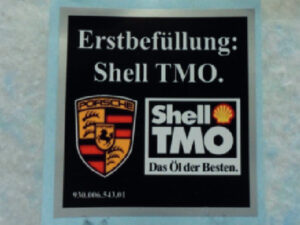 Erstbefüllung:
Shell TMO.
PORSCHE
Shell
TMO
Das Öl der Besten.
930.006.543.01